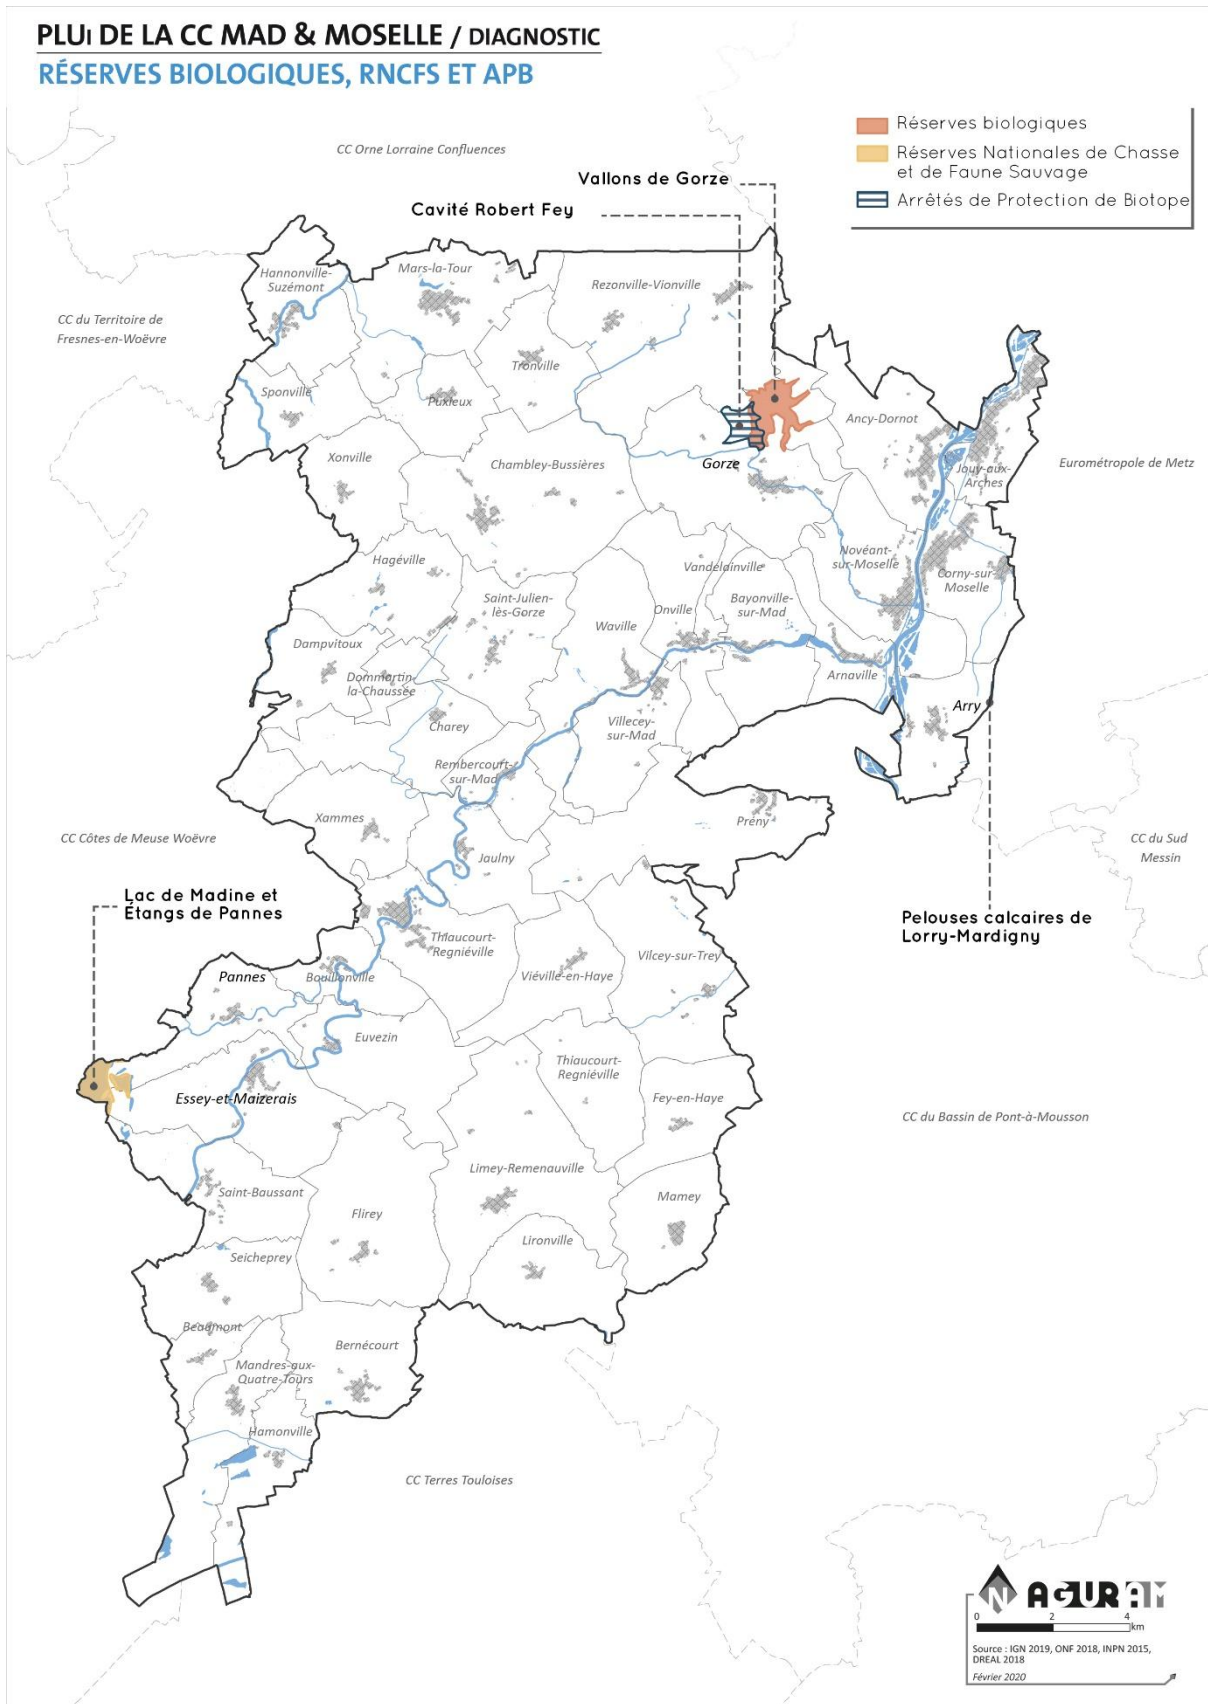 PLUi DE LA CC MAD & MOSELLE / DIAGNOSTIC
RÉSERVES BIOLOGIQUES, RNCFS ET APB
Réserves biologiques
Réserves Nationales de Chasse
et de Faune Sauvage
Arrêtés de Protection de Biotope
CC Orne Lorraine Confluences
Vallons de Gorze
Cavité Robert Fey
Hannonville-
Suzémont
Mars-la-Tour
Rezonville-Vionville
CC du Territoire de
Fresnes-en-Woëvre
Tronville
Sponville
Puxieux
Ancy-Dornot
Xonville
Chambley-Bussières
Gorze
Jouy-aux-
Arches
Eurométropole de Metz
Hagéville
Vandelainville
Novéant-
sur-Moselle
Corny-sur-
Moselle
Saint-Julien-
lès-Gorze
Waville
Onville
Bayonville-
sur-Mad
Dampvitoux
Dommartin-
la-Chaussée
Arnaville
Arry
Charey
Villecey-
sur-Mad
Rembercourt-
sur-Mad
Xammes
Prény
CC Côtes de Meuse Woëvre
Jaulny
CC du Sud
Messin
Lac de Madine et
Étangs de Pannes
Pelouses calcaires de
Lorry-Mardigny
Thiaucourt-
Regniéville
Pannes
Bouillonville
Viéville-en-Haye
Vilcey-sur-Trey
Euvezin
Thiaucourt-
Regniéville
Essey-et-Maizerais
Fey-en-Haye
CC du Bassin de Pont-à-Mousson
Limey-Remenauville
Saint-Baussant
Mamey
Flirey
Lironville
Seicheprey
Beaumont
Bernécourt
Mandres-aux-
Quatre-Tours
Hamonville
CC Terres Touloises
N AGURAM
0 2 4
km
Source : IGN 2019, ONF 2018, INPN 2015,
DREAL 2018
Février 2020